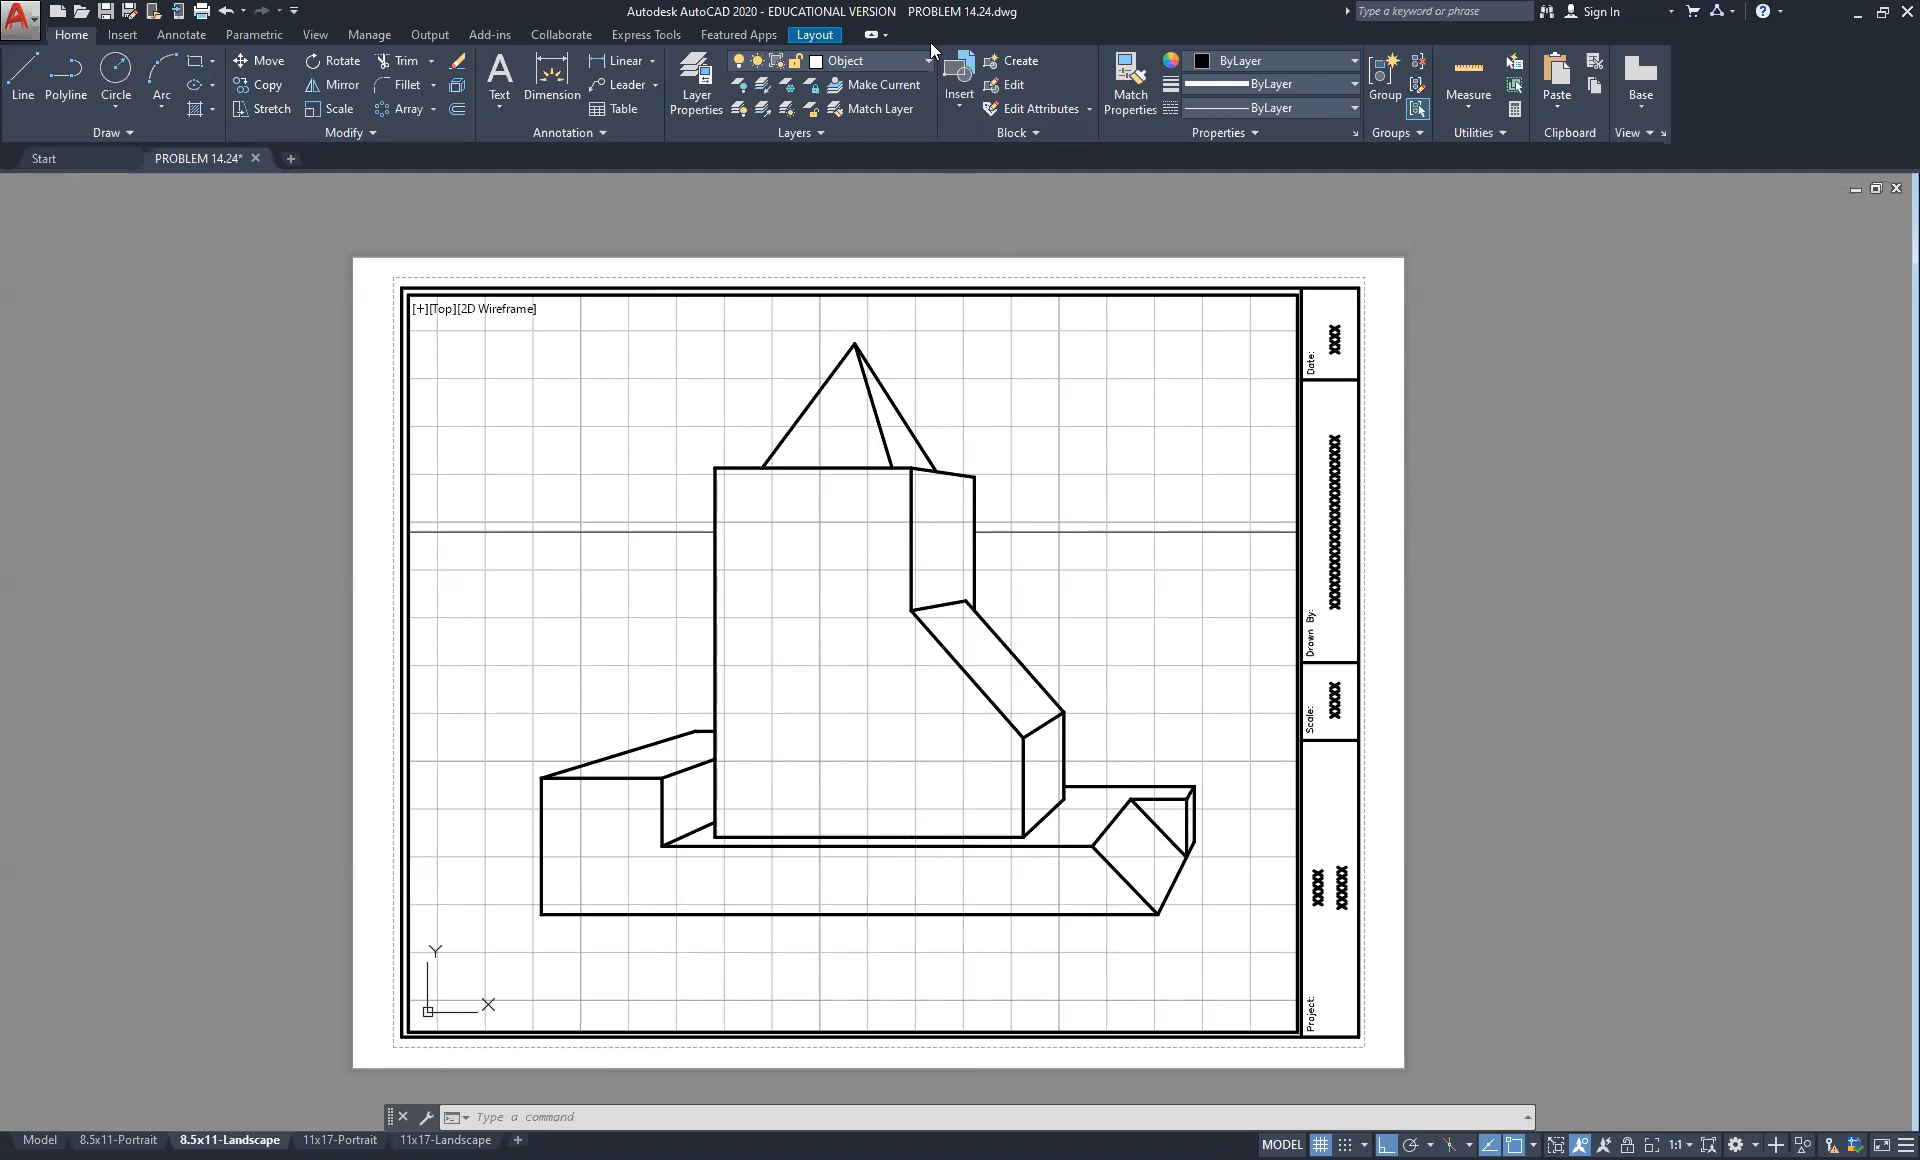 Autodesk AutoCAD 2020 - EDUCATIONAL VERSION PROBLEM 14.24.dwg
Type a keyword or phrase
Sign In
Home Insert Annotate Parametric View Manage Output Add-ins Collaborate Express Tools Featured Apps Layout
Line
Polyline
Circle
Arc
Draw
Move
Rotate
Trim
Copy
Mirror
Fillet
Stretch
Scale
Array
Modify
Text
Dimension
Linear
Leader
Table
Annotation
Layer
Properties
Object
Make Current
Match Layer
Layers
Insert
Create
Edit
Edit Attributes
Block
Match
Properties
ByLayer
ByLayer
ByLayer
Properties
Group
Groups
Measure
Utilities
Paste
Clipboard
Base
View
Start
PROBLEM 14.24*
[+][Top][2D Wireframe]
Date:
XXXX
Drawn By:
Scale:
XXXXX
Project:
XXXXX
XXXXXX
Y
X
Type a command
Model 8.5x11-Portrait 8.5x11-Landscape 11x17-Portrait 11x17-Landscape
MODEL
1:1